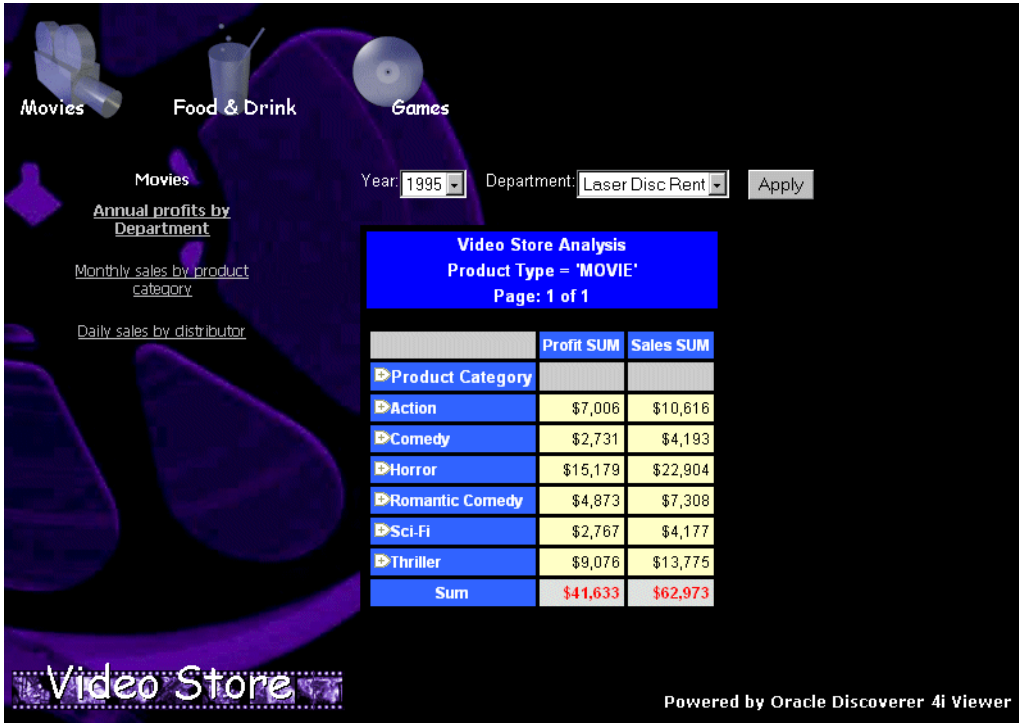 Movies
Food & Drink
Games
Movies
Annual profits by
Department
Monthly sales by product
category
Daily sales by distributor
Year: 1995
Department: Laser Disc Rent
Apply
Video Store Analysis
Product Type = 'MOVIE'
Page: 1 of 1
Profit SUM Sales SUM
Product Category
Action $7,006 $10,616
Comedy $2,731 $4,193
Horror $15,179 $22,904
Romantic Comedy $4,873 $7,308
Sci-Fi $2,767 $4,177
Thriller $9,076 $13,775
Sum $41,633 $62,973
Video Store
Powered by Oracle Discoverer 4i Viewer